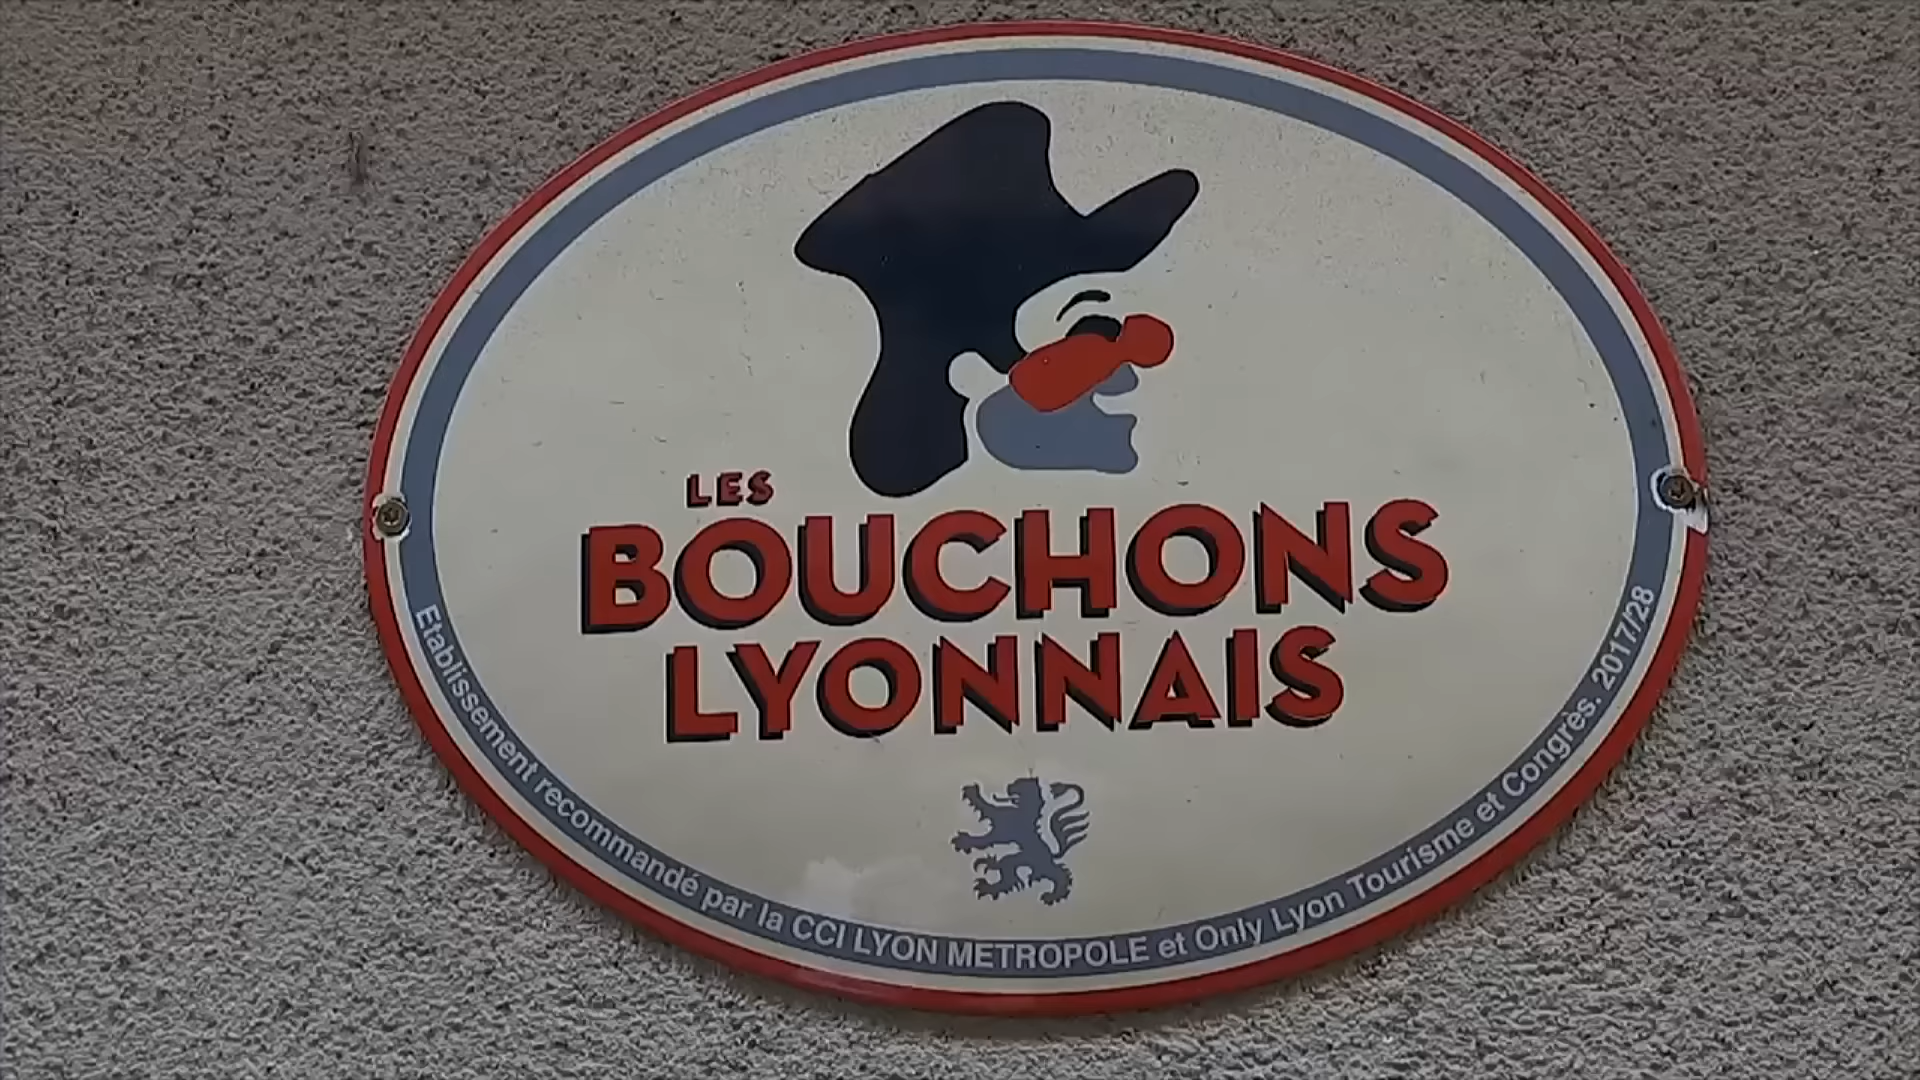 LES
BOUCHONS
LYONNAIS
Etablissement recommandé par la CCI LYON METROPOLE et Only Lyon Tourisme et Congrès. 2017/28